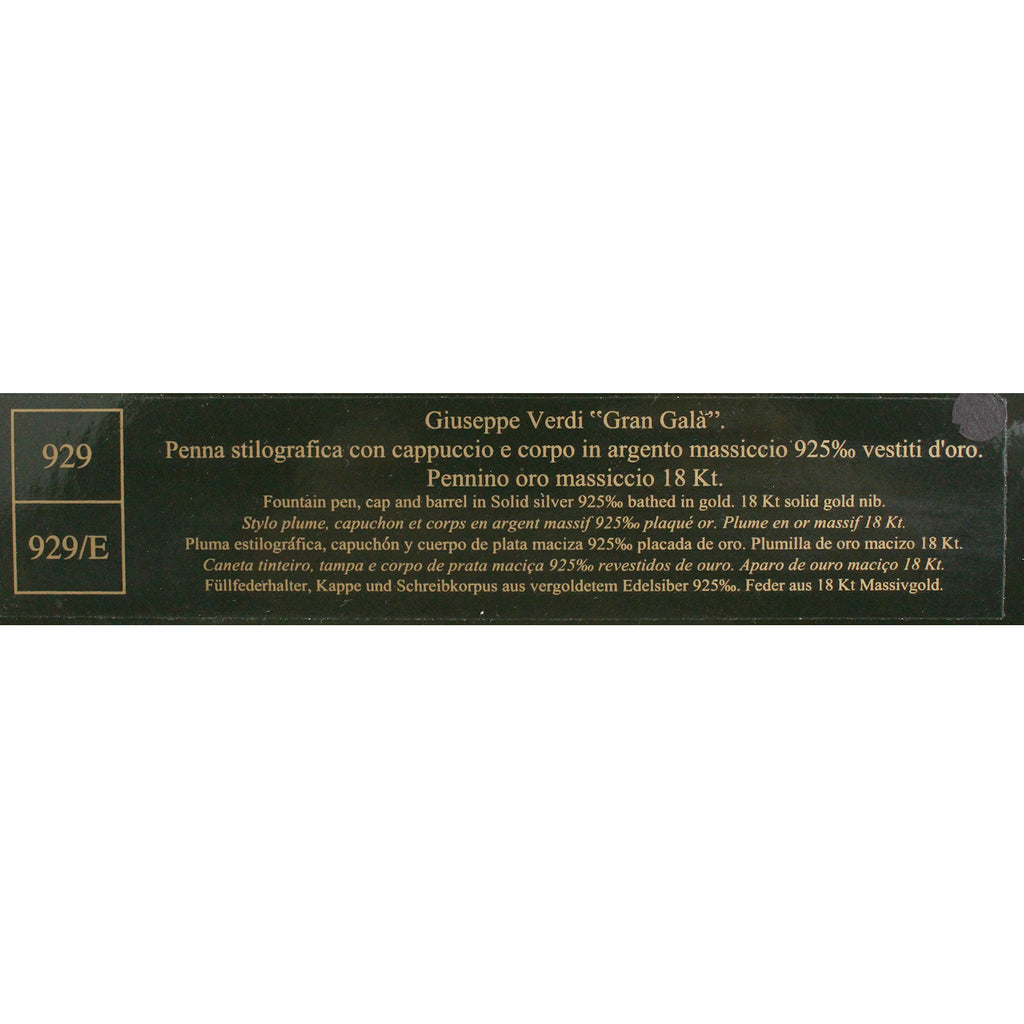 929
929/E
Giuseppe Verdi "Gran Galà".
Penna stilografica con cappuccio e corpo in argento massiccio 925‰ vestiti d'oro.
Pennino oro massiccio 18 Kt.
Fountain pen, cap and barrel in Solid silver 925‰ bathed in gold. 18 Kt solid gold nib.
Stylo plume, capuchon et corps en argent massif 925‰ plaqué or. Plume en or massif 18 Kt.
Pluma estilográfica, capuchón y cuerpo de plata maciza 925‰ placada de oro. Plumilla de oro macizo 18 Kt.
Caneta tinteiro, tampa e corpo de prata maciça 925‰ revestidos de ouro. Aparo de ouro maciço 18 Kt.
Füllfederhalter, Kappe und Schreibkorpus aus vergoldetem Edelsiber 925‰. Feder aus 18 Kt Massivgold.